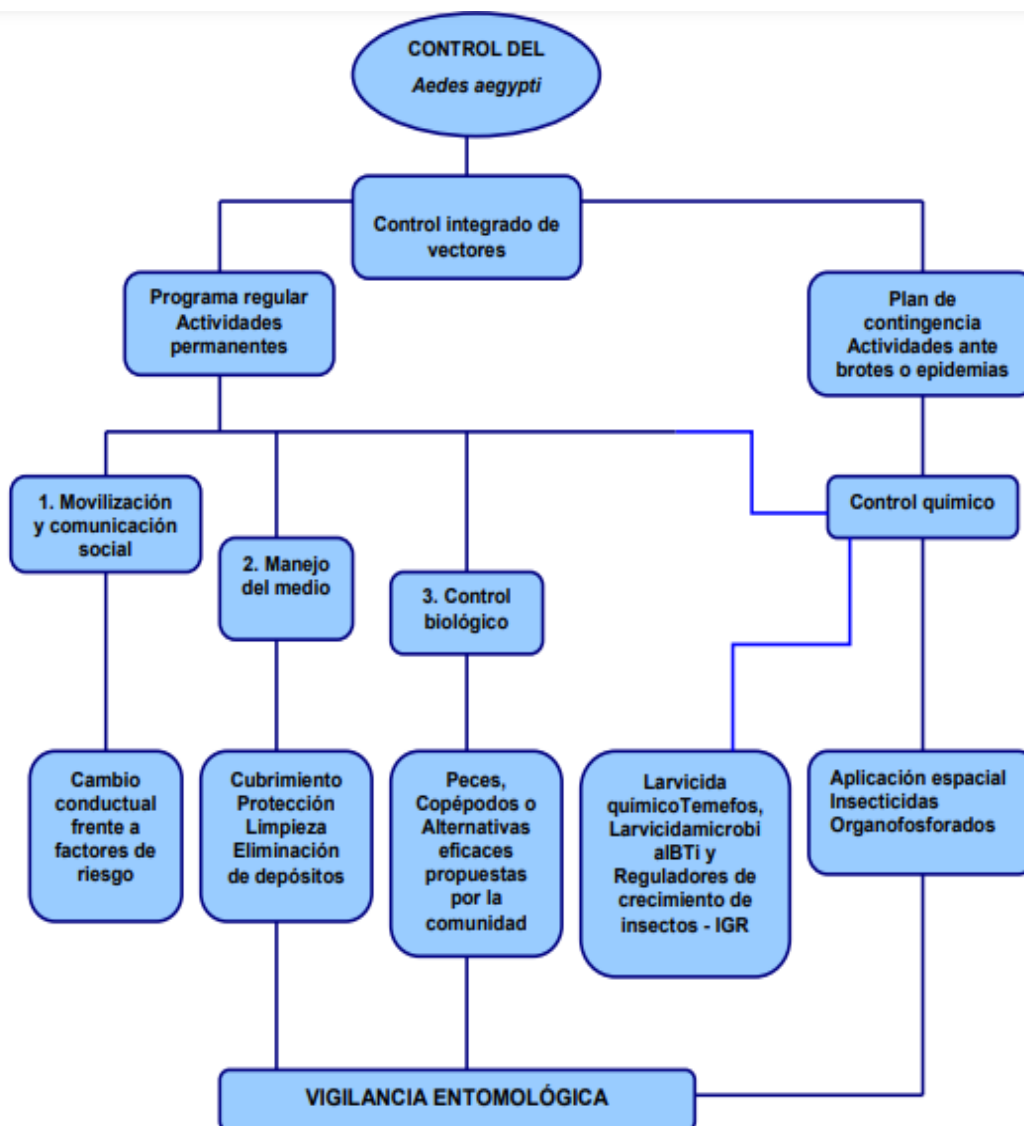 CONTROL DEL
Aedes aegypti
Control integrado de
vectores
Programa regular
Actividades
permanentes
Plan de
contingencia
Actividades ante
brotes o epidemias
1. Movilización
y comunicación
social
2. Manejo
del medio
3. Control
biológico
Control químico
Cambio
conductual
frente a
factores de
riesgo
Cubrimiento
Protección
Limpieza
Eliminación
de depósitos
Peces,
Copépodos o
Alternativas
eficaces
propuestas
por la
comunidad
Larvicida
químicoTemefos,
Larvicidamicrobi
alBTi y
Reguladores de
crecimiento de
insectos - IGR
Aplicación espacial
Insecticidas
Organofosforados
VIGILANCIA ENTOMOLÓGICA